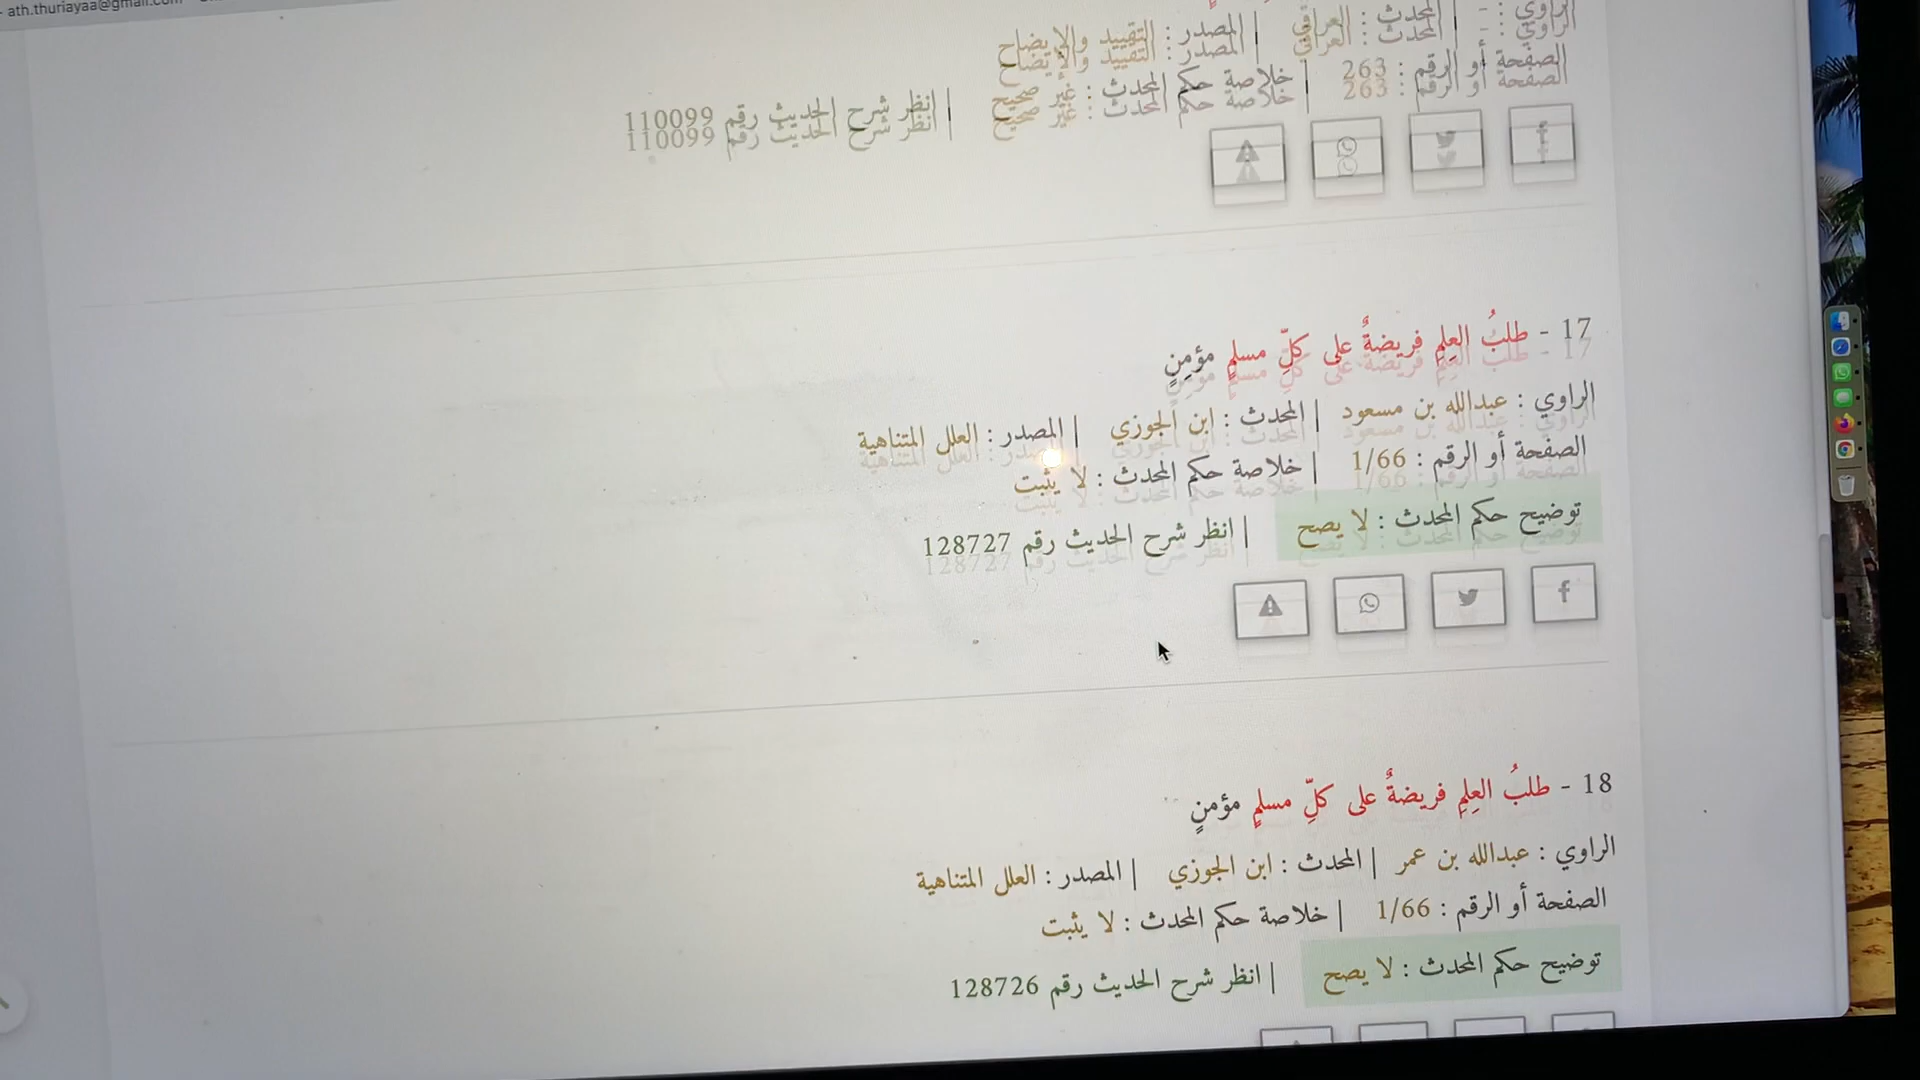 ath.thuriayaa@gmail.com
الراوي : - | المحدث : العراقي | المصدر : التقييد والإيضاح
الصفحة أو الرقم : 263 | خلاصة حكم المحدث : غير صحيح | انظر شرح الحديث رقم 110099
17 - طلبُ العِلمِ فريضةٌ على كلِّ مسلمٍ مؤمِنٍ
الراوي : عبدالله بن مسعود | المحدث : ابن الجوزي | المصدر : العلل المتناهية
الصفحة أو الرقم : 1/66 | خلاصة حكم المحدث : لا يثبت
توضيح حكم المحدث : لا يصح | انظر شرح الحديث رقم 128727
18 - طلبُ العِلمِ فريضةٌ على كلِّ مسلمٍ مؤمنٍ
الراوي : عبدالله بن عمر | المحدث : ابن الجوزي | المصدر : العلل المتناهية
الصفحة أو الرقم : 1/66 | خلاصة حكم المحدث : لا يثبت
توضيح حكم المحدث : لا يصح | انظر شرح الحديث رقم 128726